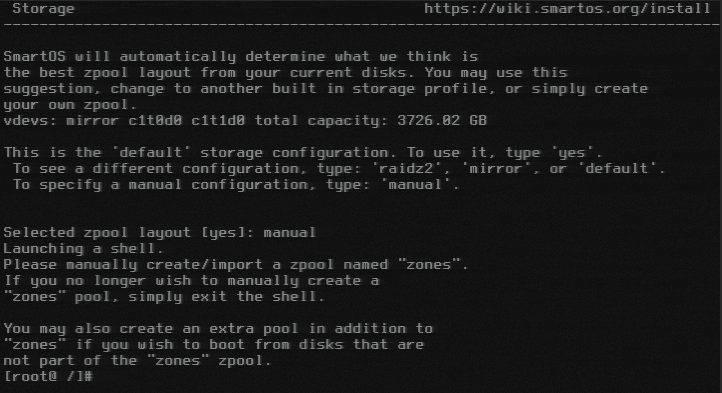 Storage https://wiki.smartos.org/install
SmartOS will automatically determine what we think is
the best zpool layout from your current disks. You may use this
suggestion, change to another built in storage profile, or simply create
your own zpool.
vdevs: mirror c1t0d0 c1t1d0 total capacity: 3726.02 GB
This is the 'default' storage configuration. To use it, type 'yes'.
To see a different configuration, type: 'raidz2', 'mirror', or 'default'.
To specify a manual configuration, type: 'manual'.
Selected zpool layout [yes]: manual
Launching a shell.
Please manually create/import a zpool named "zones".
If you no longer wish to manually create a
"zones" pool, simply exit the shell.
You may also create an extra pool in addition to
"zones" if you wish to boot from disks that are
not part of the "zones" zpool.
[root@ /]#